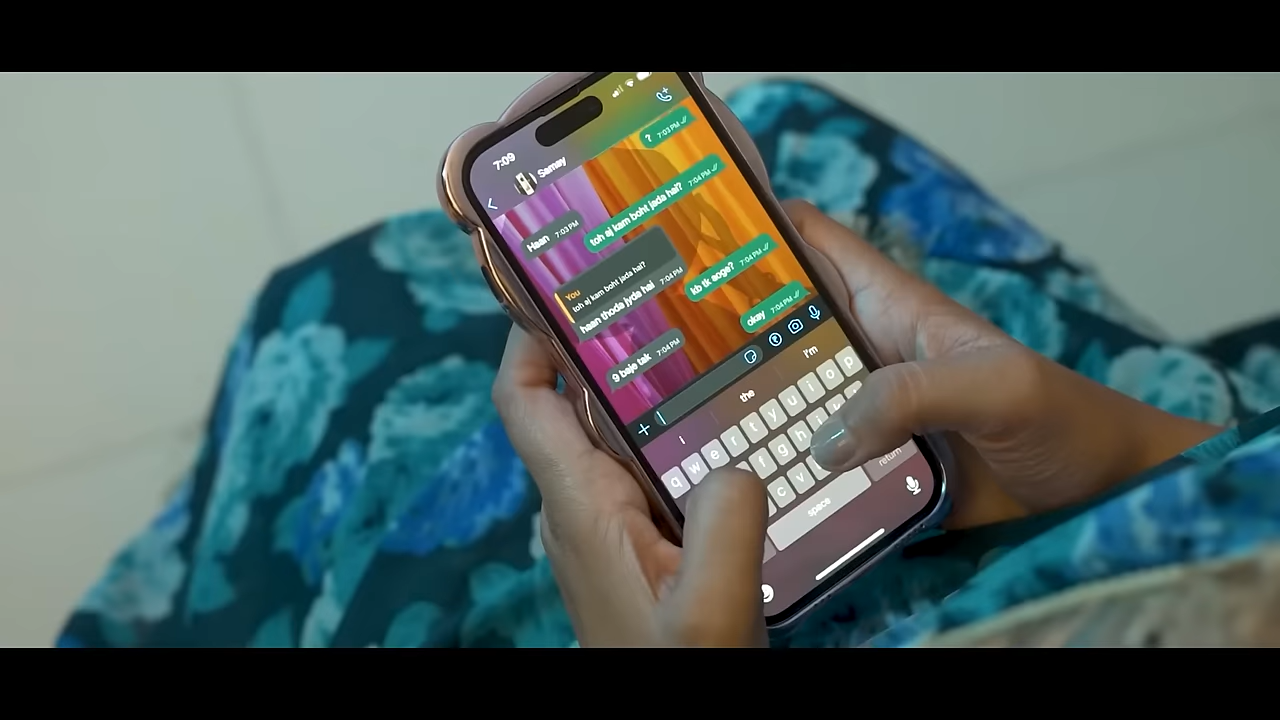 7:09
Samay
? 7:03 PM
Haan 7:03 PM
toh aj kam boht jada hai? 7:04 PM
You
toh aj kam boht jada hai?
haan thoda jyda hai 7:04 PM
kb tk aoge? 7:04 PM
9 baje tak 7:04 PM
okay 7:04 PM
i the I'm
q w e r t y u i o p
f g h
c v
space return